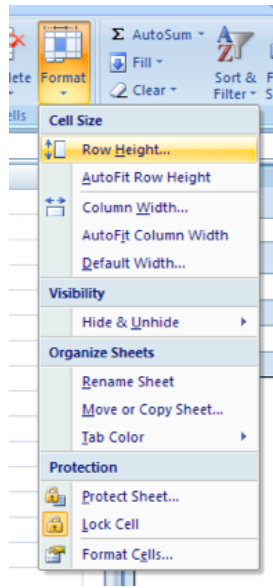 Σ AutoSum
Fill
Clear
lete
Format
Sort &
Filter
F
S
ells
Cell Size
Row Height...
AutoFit Row Height
Column Width...
AutoFit Column Width
Default Width...
Visibility
Hide & Unhide
Organize Sheets
Rename Sheet
Move or Copy Sheet...
Tab Color
Protection
Protect Sheet...
Lock Cell
Format Cells...